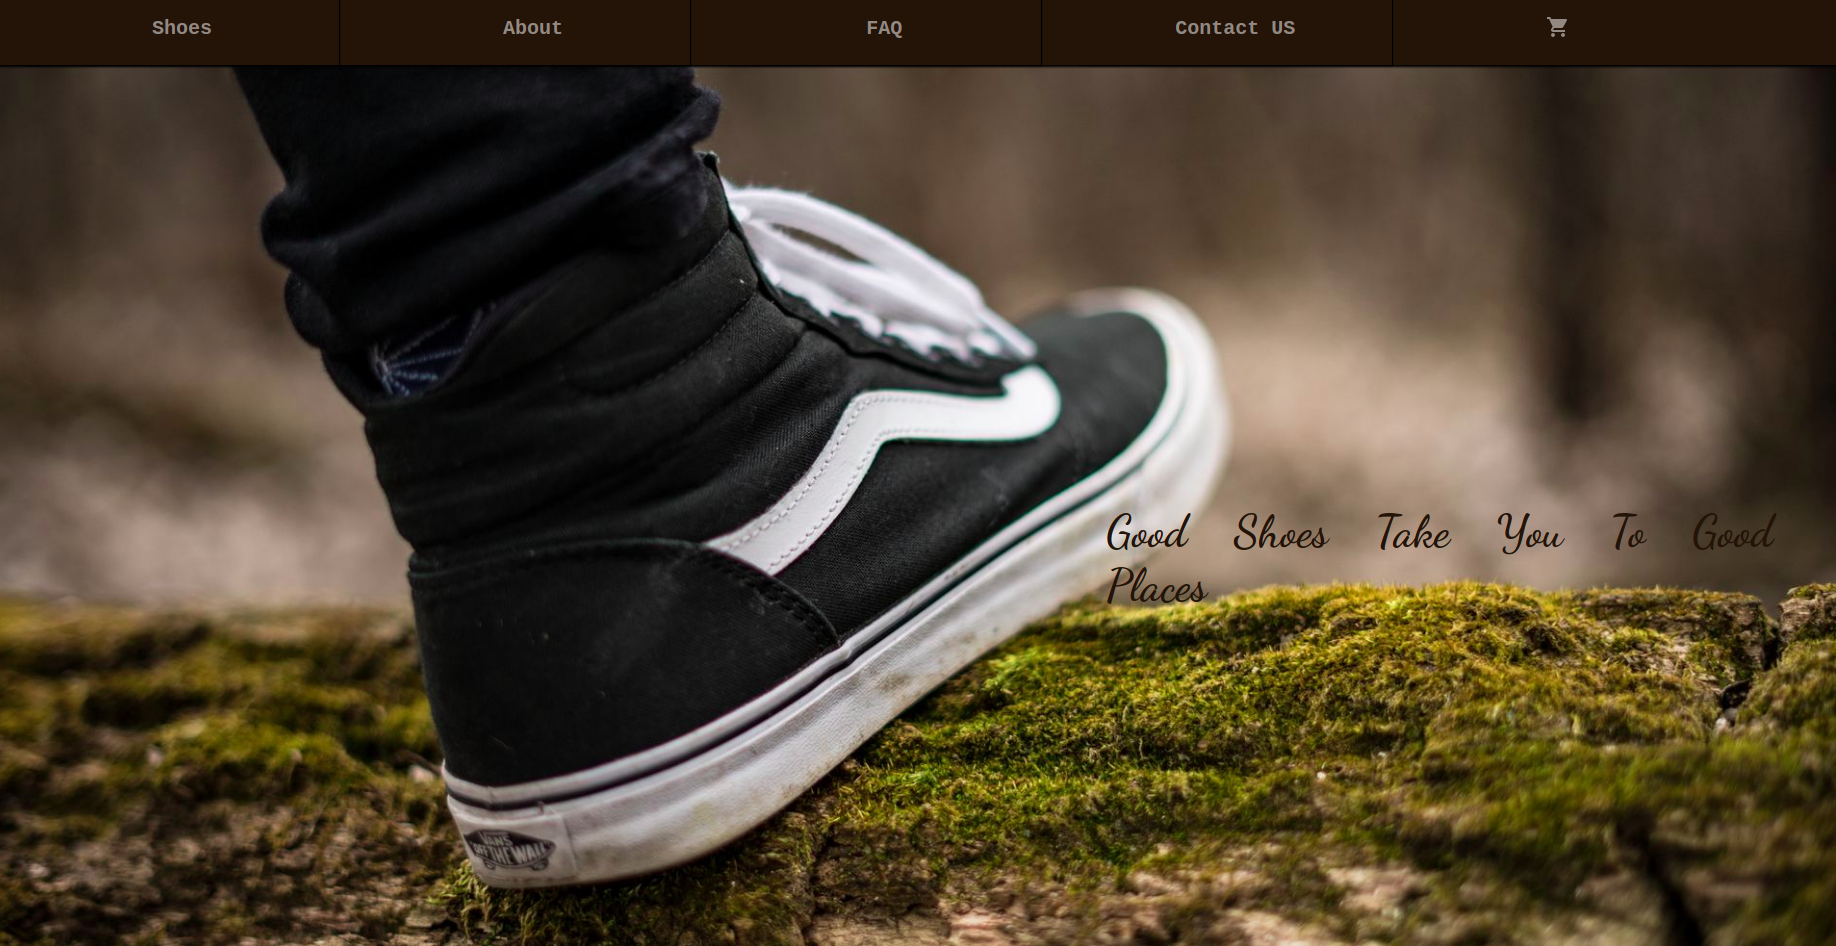 Shoes About FAQ Contact US
Good Shoes Take You To Good
Places
VANS
OFF THE WALL